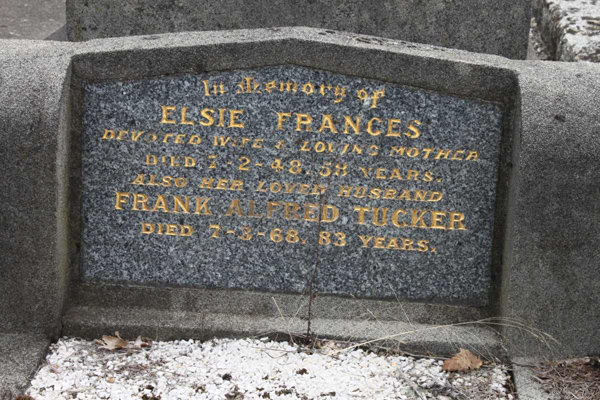 In Memory of
ELSIE FRANCES
DEVOTED WIFE & LOVING MOTHER
DIED 7-2-48, 58 YEARS.
ALSO HER LOVED HUSBAND
FRANK ALFRED TUCKER
DIED 7-3-68, 83 YEARS.